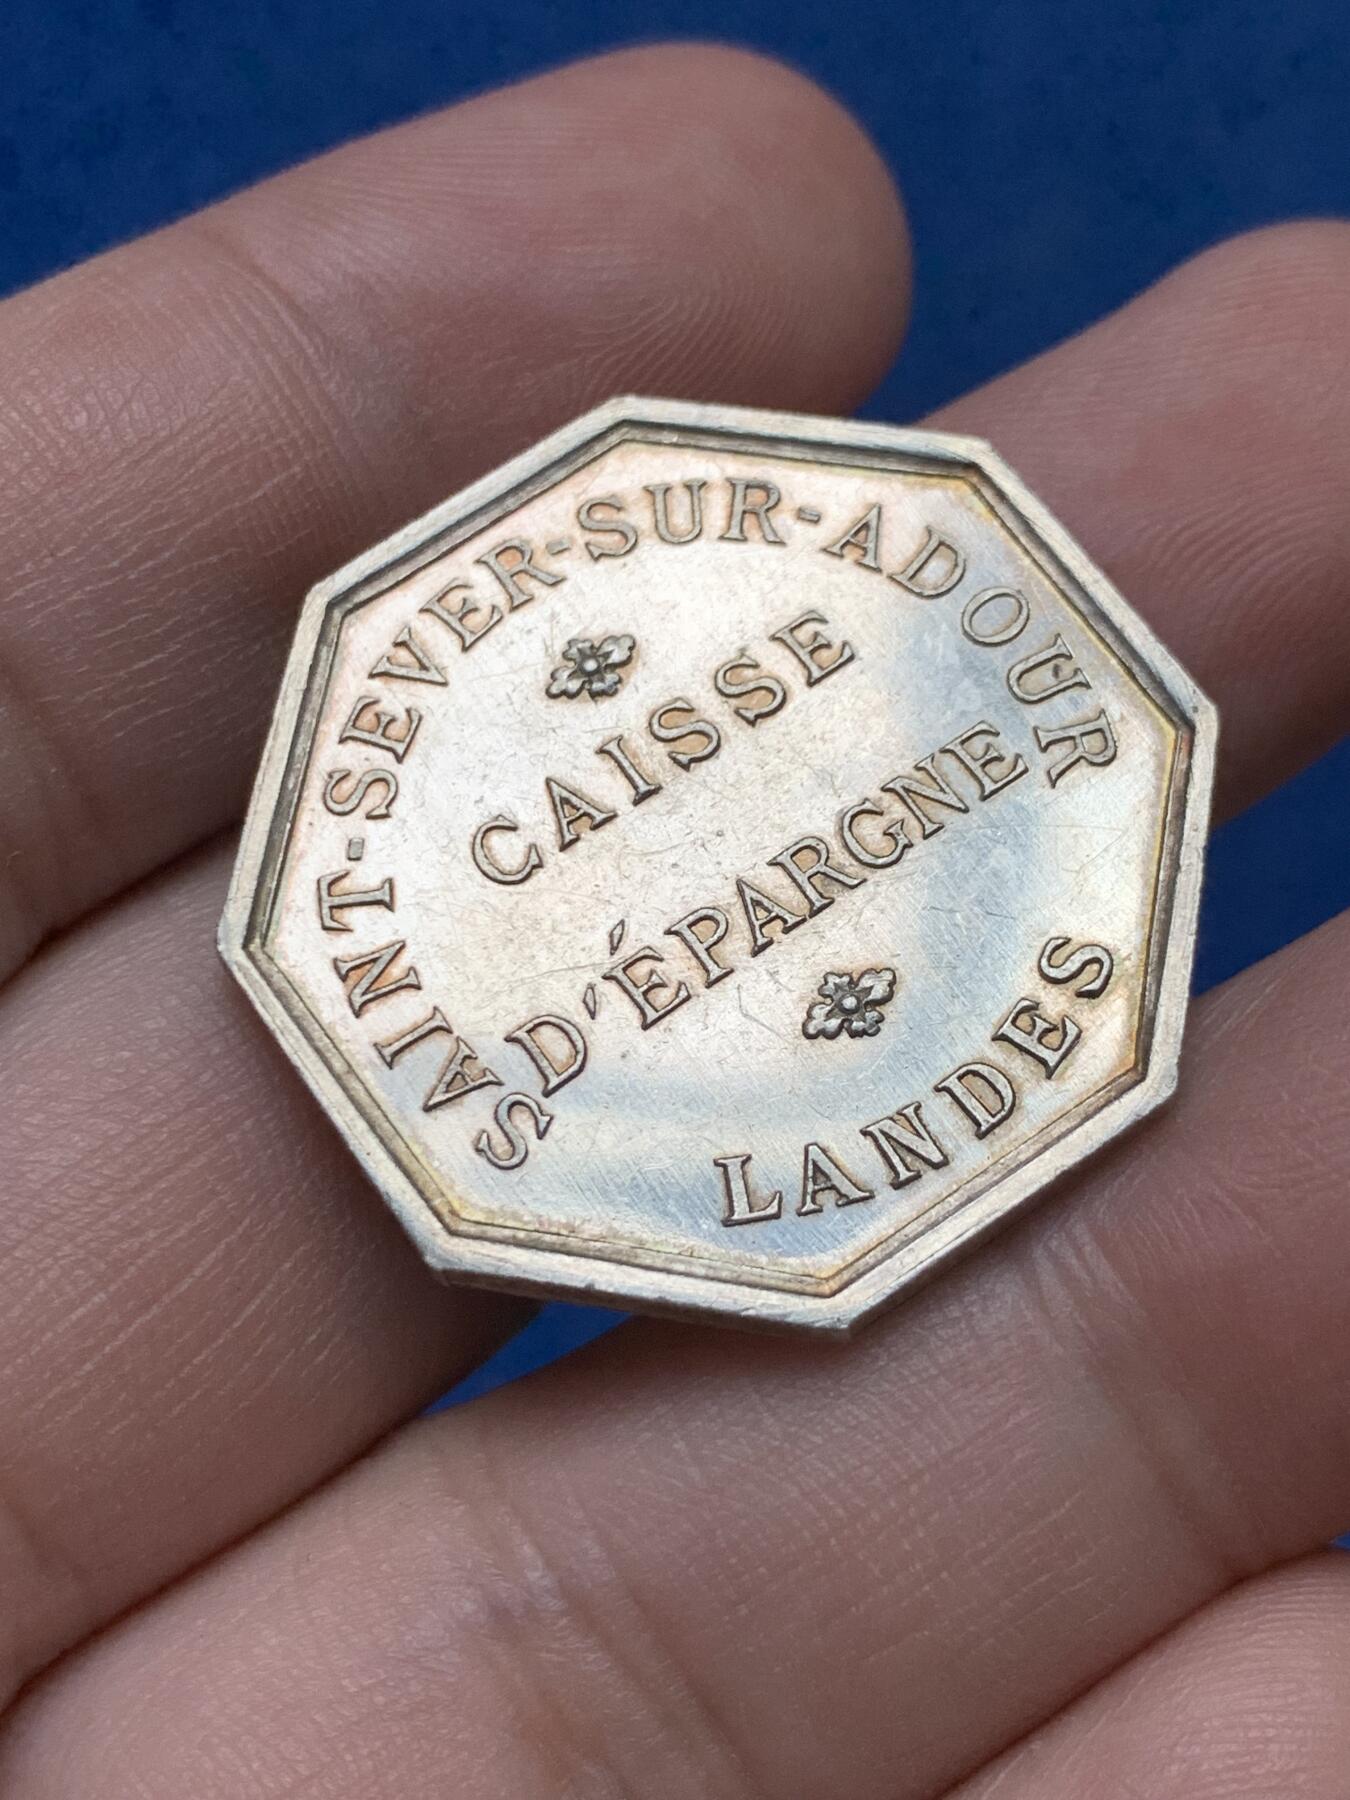 SAINT-SEVER-SUR-ADOUR
CAISSE
D'ÉPARGNE
LANDES